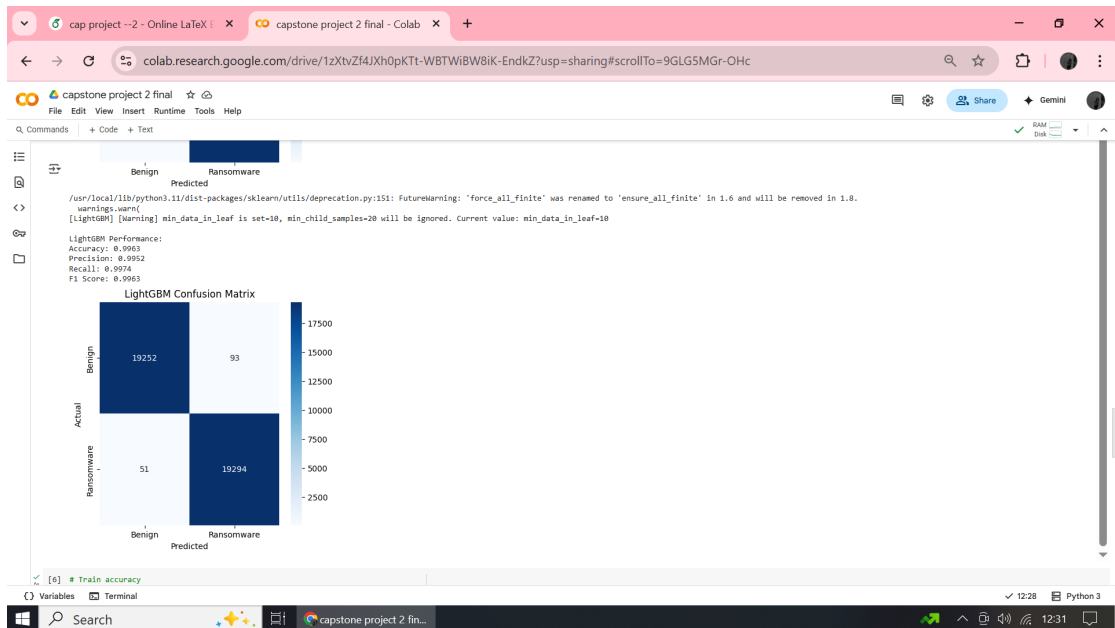 cap project --2 - Online LaTeX E
capstone project 2 final - Colab
colab.research.google.com/drive/1zXtvZf4JXh0pKTt-WBTWiBW8iK-EndkZ?usp=sharing#scrollTo=9GLG5MGr-OHc
capstone project 2 final
File Edit View Insert Runtime Tools Help
Share
Gemini
Commands + Code + Text
RAM
Disk
Benign Ransomware
Predicted
/usr/local/lib/python3.11/dist-packages/sklearn/utils/deprecation.py:151: FutureWarning: 'force_all_finite' was renamed to 'ensure_all_finite' in 1.6 and will be removed in 1.8.
warnings.warn(
[LightGBM] [Warning] min_data_in_leaf is set=10, min_child_samples=20 will be ignored. Current value: min_data_in_leaf=10
LightGBM Performance:
Accuracy: 0.9963
Precision: 0.9952
Recall: 0.9974
F1 Score: 0.9963
LightGBM Confusion Matrix
17500
15000
12500
10000
7500
5000
2500
Actual
Benign
19252 93
Ransomware
51 19294
Benign Ransomware
Predicted
[6] # Train accuracy
Variables Terminal
12:28 Python 3
Search
capstone project 2 fin...
12:31